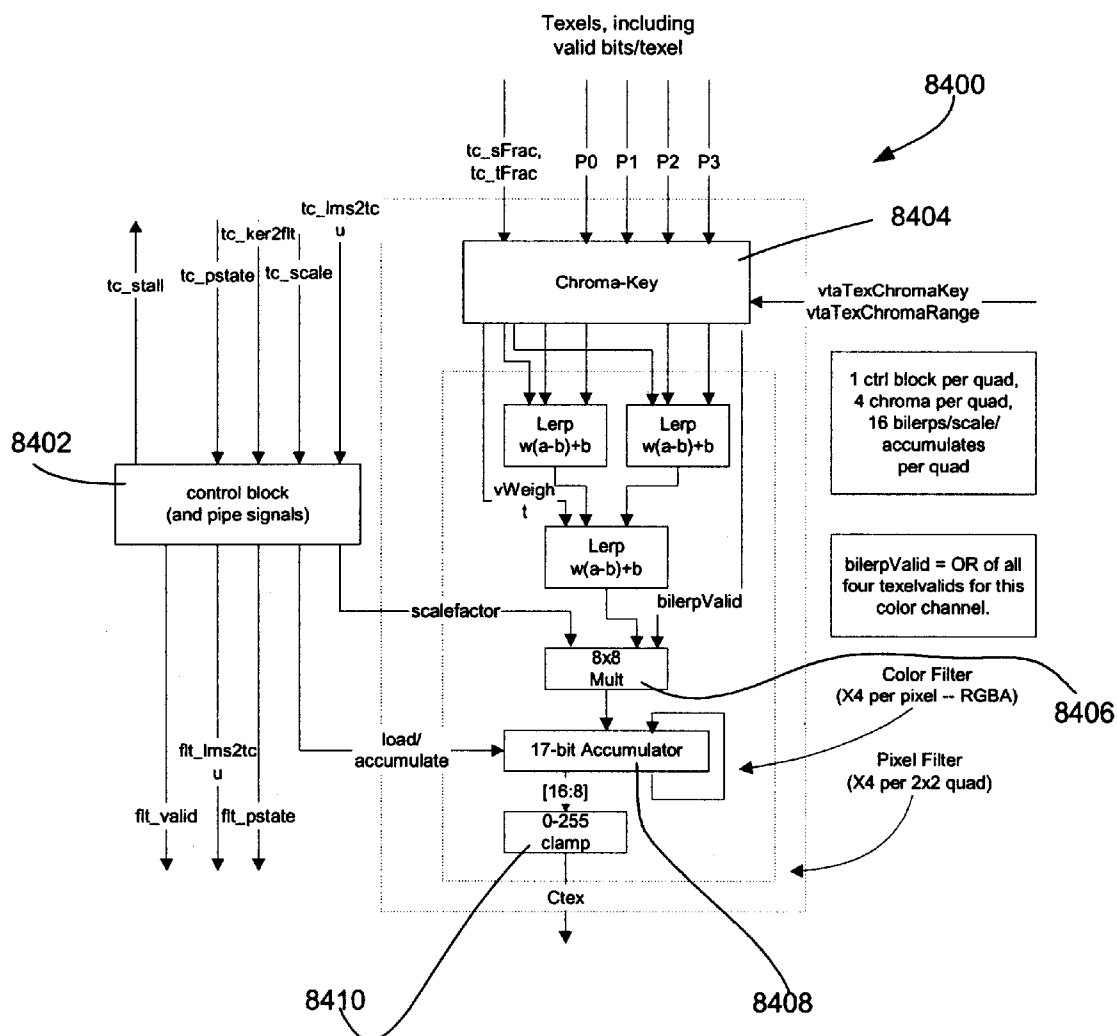 Texels, including
valid bits/texel
8400
tc_sFrac,
tc_tFrac
P0
P1
P2
P3
8404
tc_stall
tc_pstate
tc_ker2flt
tc_scale
tc_lms2tc
u
Chroma-Key
vtaTexChromaKey
vtaTexChromaRange
1 ctrl block per quad,
4 chroma per quad,
16 bilerps/scale/
accumulates
per quad
Lerp
w(a-b)+b
Lerp
w(a-b)+b
8402
control block
(and pipe signals)
vWeigh
t
Lerp
w(a-b)+b
bilerpValid
bilerpValid = OR of all
four texelvalids for this
color channel.
scalefactor
8x8
Mult
Color Filter
(X4 per pixel -- RGBA)
8406
load/
accumulate
17-bit Accumulator
Pixel Filter
(X4 per 2x2 quad)
flt_valid
flt_lms2tc
u
flt_pstate
[16:8]
0-255
clamp
Ctex
8410
8408